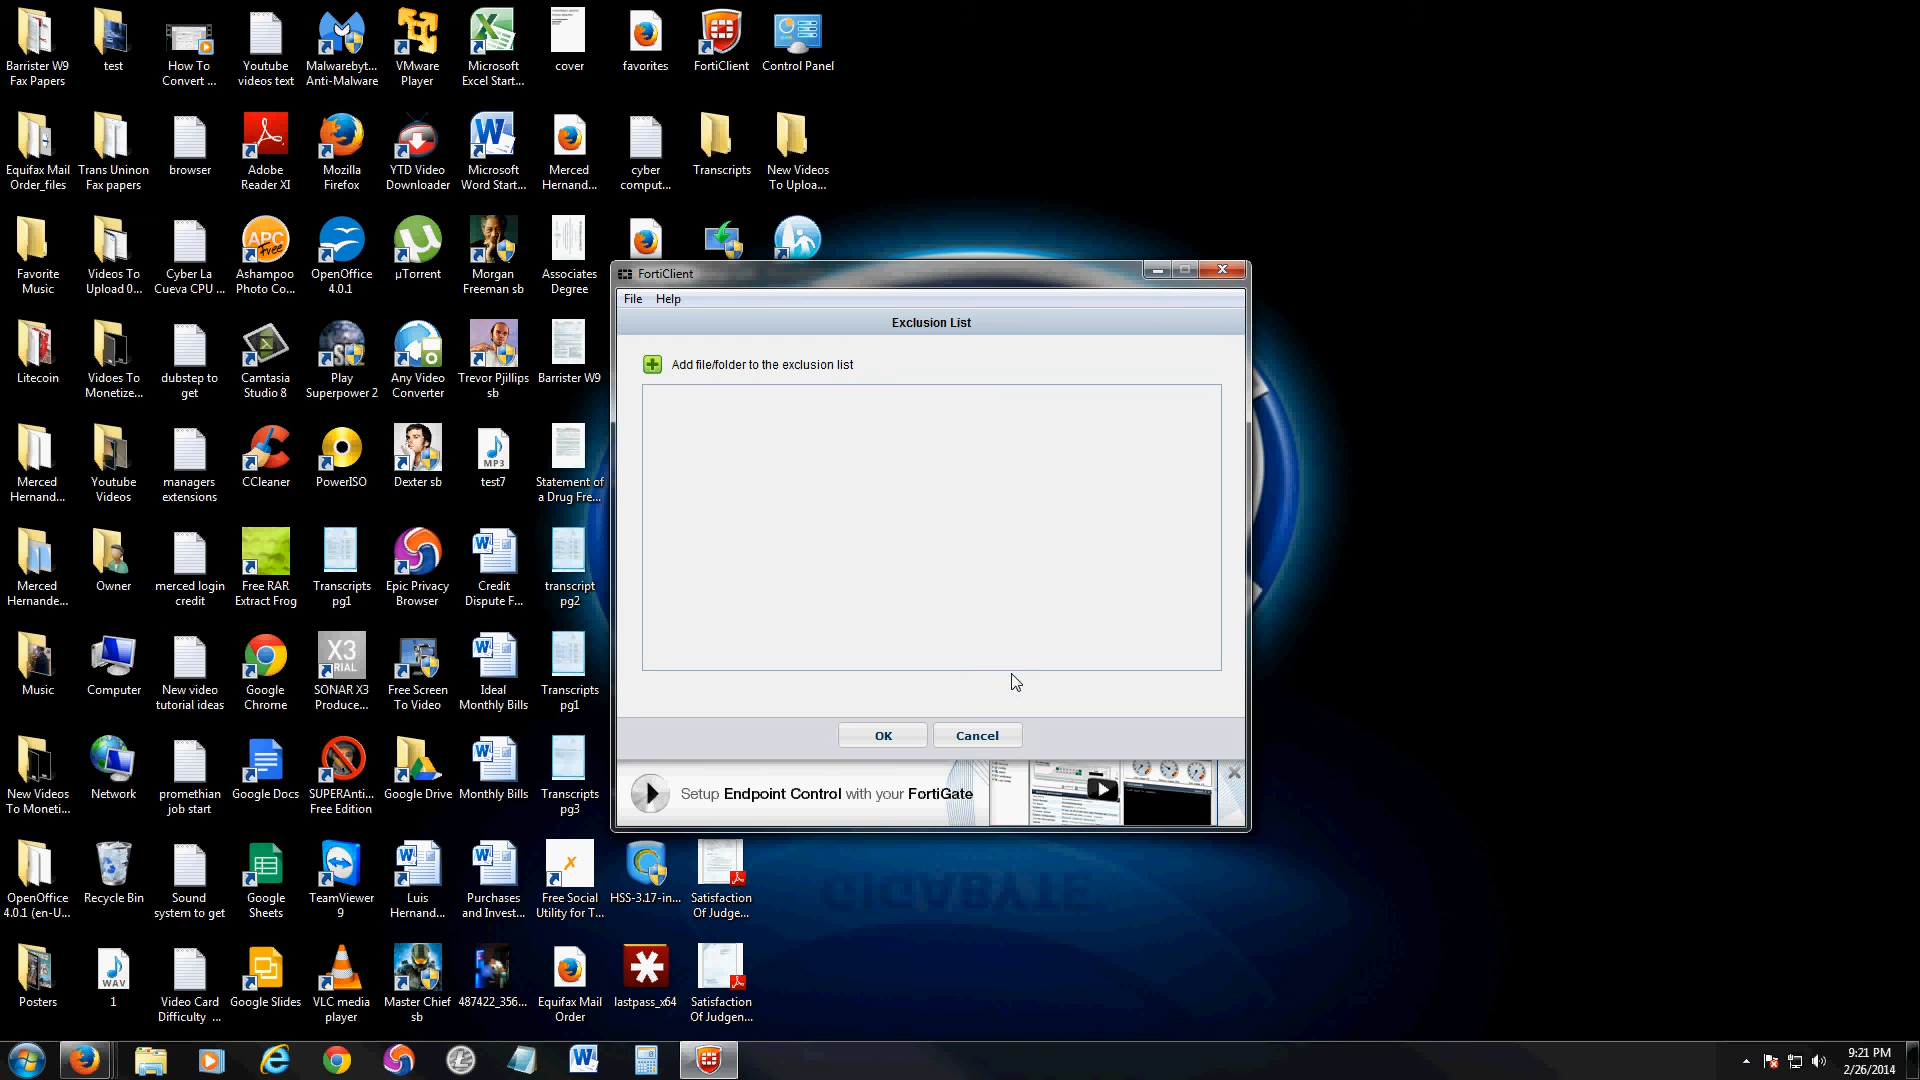 Barrister W9
Fax Papers
test
How To
Convert ...
Youtube
videos text
Malwarebyt...
Anti-Malware
VMware
Player
Microsoft
Excel Start...
cover
favorites
FortiClient
Control Panel
Equifax Mail
Order_files
Trans Uninon
Fax papers
browser
Adobe
Reader XI
Mozilla
Firefox
YTD Video
Downloader
Microsoft
Word Start...
Merced
Hernand...
cyber
comput...
Transcripts
New Videos
To Uploa...
Favorite
Music
Videos To
Upload 0...
Cyber La
Cueva CPU ...
APC
Free
Ashampoo
Photo Co...
OpenOffice
4.0.1
µTorrent
Morgan
Freeman sb
Associates
Degree
FortiClient
File Help
Exclusion List
Add file/folder to the exclusion list
OK
Cancel
Setup Endpoint Control with your FortiGate
Litecoin
Vidoes To
Monetize...
dubstep to
get
Camtasia
Studio 8
Play
Superpower 2
Any Video
Converter
Trevor Pjillips
sb
Barrister W9
Merced
Hernand...
Youtube
Videos
managers
extensions
CCleaner
PowerISO
Dexter sb
MP3
test7
Statement of
a Drug Fre...
Merced
Hernande...
Owner
merced login
credit
Free RAR
Extract Frog
Transcripts
pg1
Epic Privacy
Browser
Credit
Dispute F...
transcript
pg2
Music
Computer
New video
tutorial ideas
Google
Chrome
X3
RIAL
SONAR X3
Produce...
Free Screen
To Video
Ideal
Monthly Bills
Transcripts
pg1
New Videos
To Moneti...
Network
promethian
job start
Google Docs
SUPERAnti...
Free Edition
Google Drive
Monthly Bills
Transcripts
pg3
OpenOffice
4.0.1 (en-U...
Recycle Bin
Sound
system to get
Google
Sheets
TeamViewer
9
Luis
Hernand...
Purchases
and Invest...
Free Social
Utility for T...
HSS-3.17-in...
Satisfaction
Of Judge...
GIGABYTE
Posters
WAV
1
Video Card
Difficulty ...
Google Slides
VLC media
player
Master Chief
sb
487422_356...
Equifax Mail
Order
lastpass_x64
Satisfaction
Of Judgen...
9:21 PM
2/26/2014